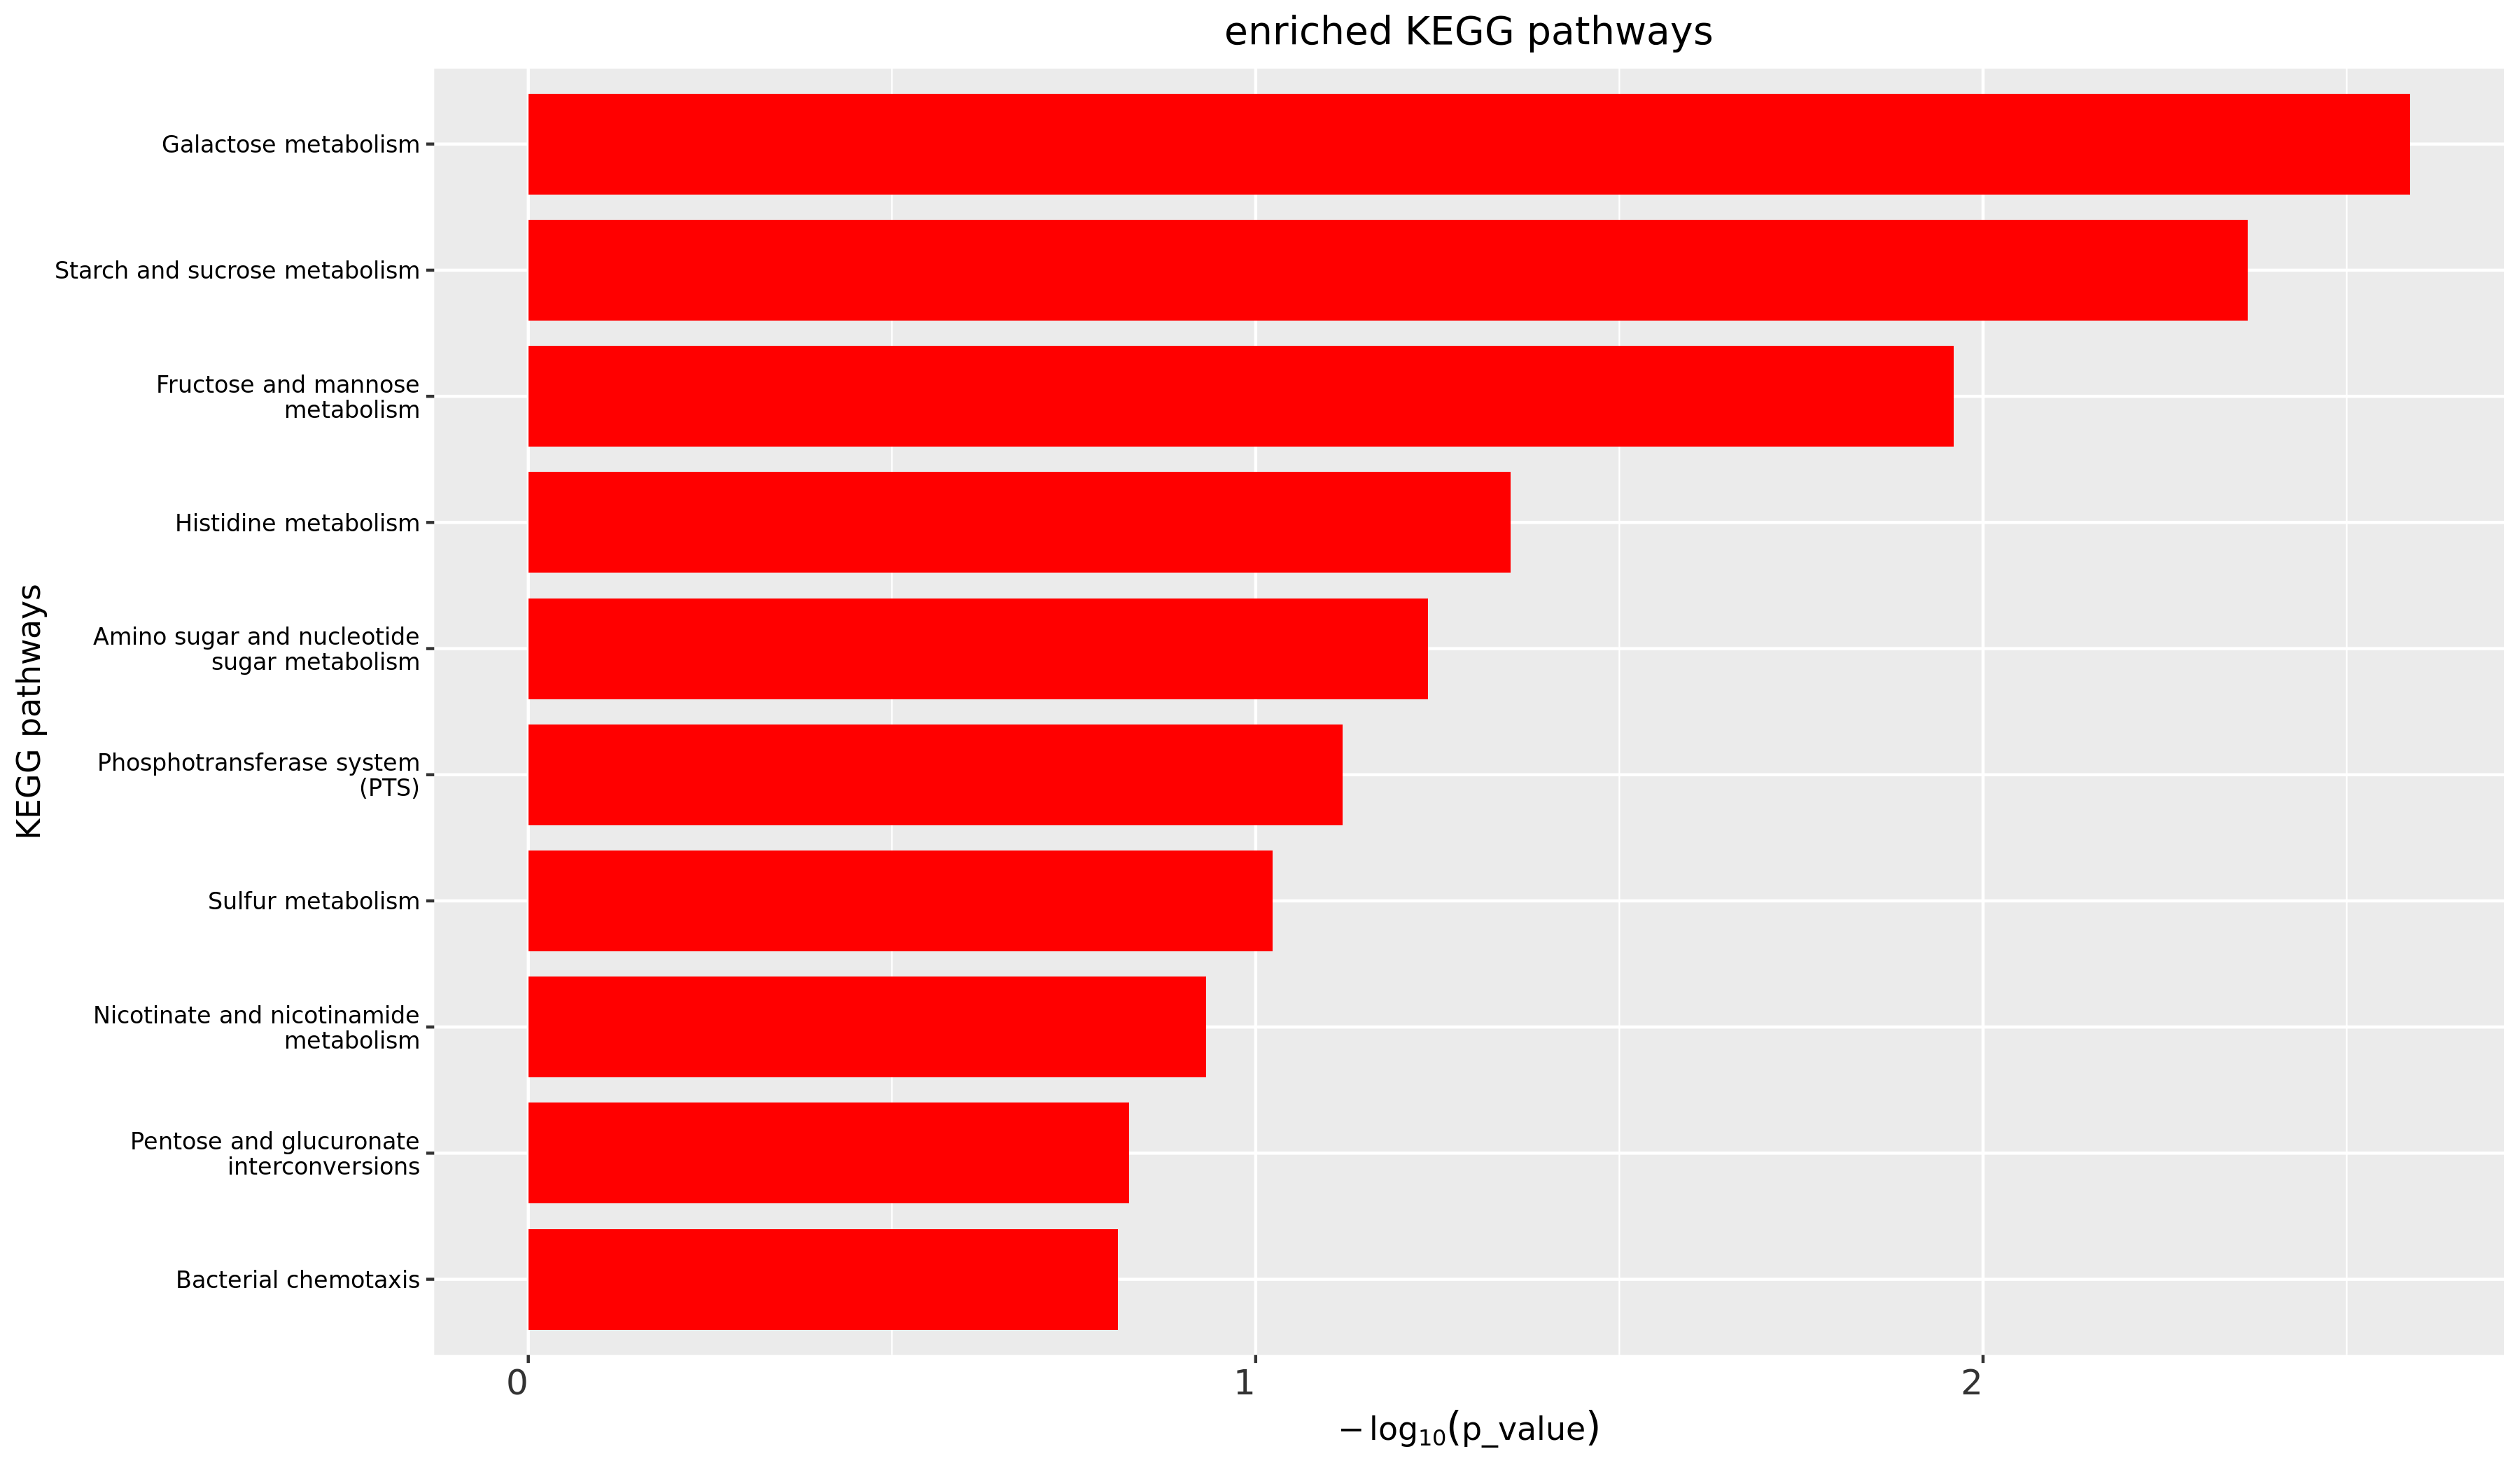 enriched KEGG pathways
Galactose metabolism
Starch and sucrose metabolism
Fructose and mannose
metabolism
Histidine metabolism
Amino sugar and nucleotide
sugar metabolism
Phosphotransferase system
(PTS)
Sulfur metabolism
Nicotinate and nicotinamide
metabolism
Pentose and glucuronate
interconversions
Bacterial chemotaxis
KEGG pathways
0 1 2
−log₁₀(p_value)